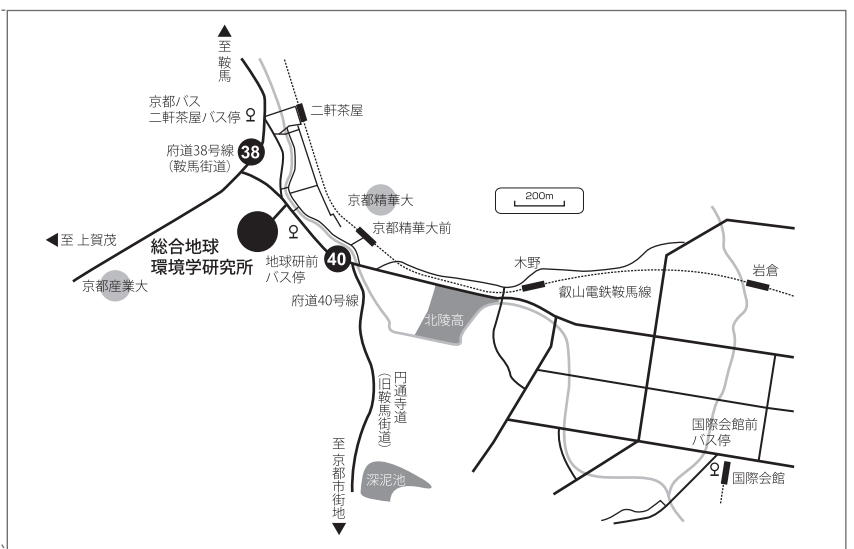 至 鞍馬
京都バス
二軒茶屋バス停
二軒茶屋
府道38号線
(鞍馬街道)
38
京都精華大
200m
京都精華大前
至 上賀茂
総合地球
環境学研究所
地球研前
バス停
40
木野
岩倉
京都産業大
府道40号線
叡山電鉄鞍馬線
北陵高
円通寺道
(旧鞍馬街道)
国際会館前
バス停
至 京都市街地
深泥池
国際会館